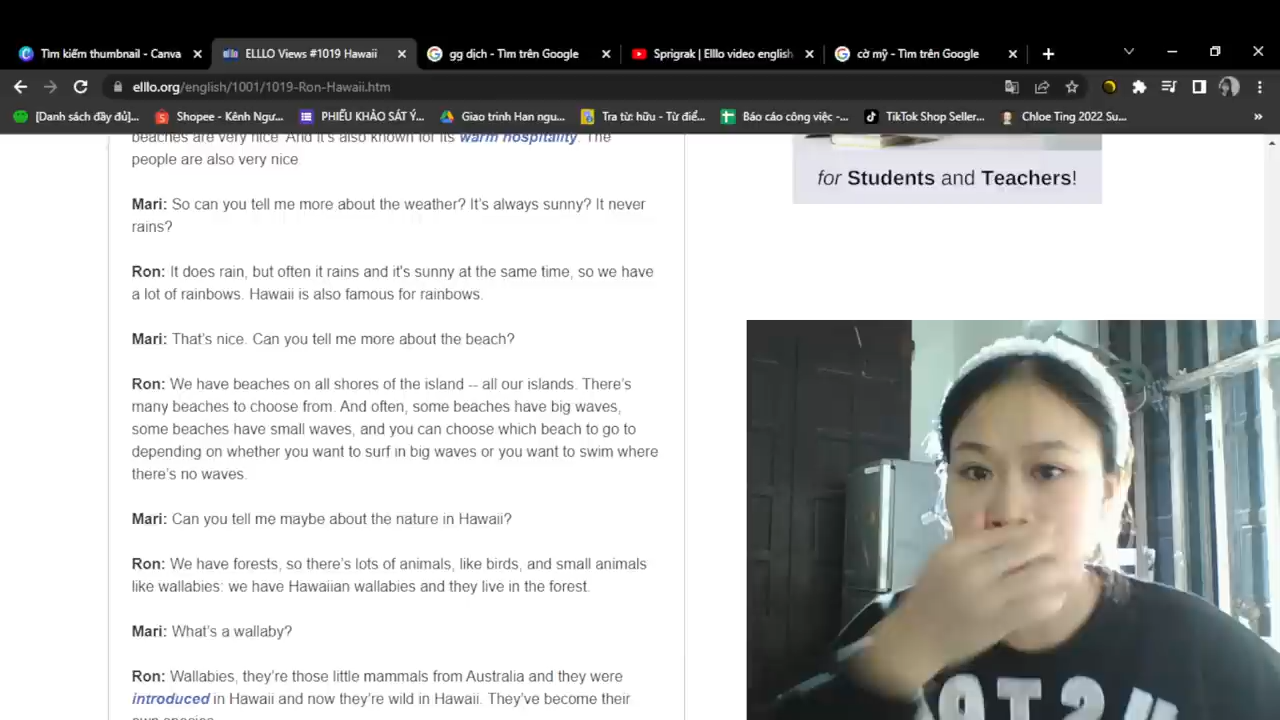 Tìm kiếm thumbnail - Canva
ELLLO Views #1019 Hawaii
gg dịch - Tìm trên Google
Sprigrak | Elllo video english
cờ mỹ - Tìm trên Google
elllo.org/english/1001/1019-Ron-Hawaii.htm
[Danh sách đầy đủ]...
Shopee - Kênh Ngư...
PHIẾU KHẢO SÁT Ý...
Giao trinh Han ngu...
Tra từ: hữu - Từ điể...
Báo cáo công việc -...
TikTok Shop Seller...
Chloe Ting 2022 Su...
beaches are very nice And it's also known for its warm hospitality. The
people are also very nice
for Students and Teachers!
Mari: So can you tell me more about the weather? It's always sunny? It never
rains?
Ron: It does rain, but often it rains and it's sunny at the same time, so we have
a lot of rainbows. Hawaii is also famous for rainbows.
Mari: That's nice. Can you tell me more about the beach?
Ron: We have beaches on all shores of the island -- all our islands. There's
many beaches to choose from. And often, some beaches have big waves,
some beaches have small waves, and you can choose which beach to go to
depending on whether you want to surf in big waves or you want to swim where
there's no waves.
Mari: Can you tell me maybe about the nature in Hawaii?
Ron: We have forests, so there's lots of animals, like birds, and small animals
like wallabies: we have Hawaiian wallabies and they live in the forest.
Mari: What's a wallaby?
Ron: Wallabies, they're those little mammals from Australia and they were
introduced in Hawaii and now they're wild in Hawaii. They've become their
own species